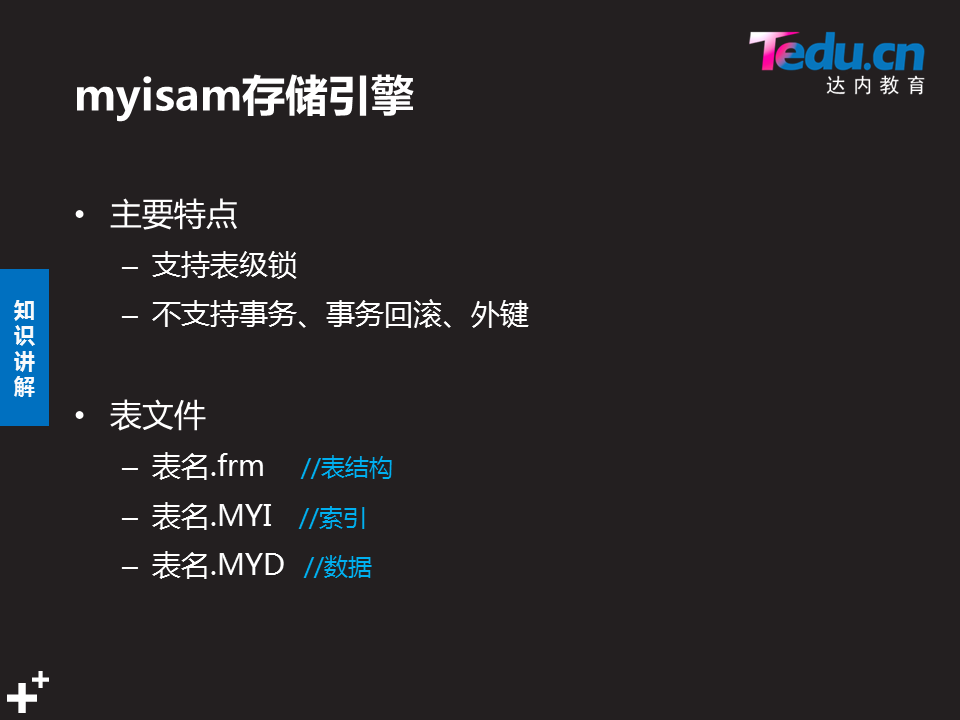 Tedu.cn
达内教育
myisam存储引擎
• 主要特点
– 支持表级锁
– 不支持事务、事务回滚、外键
知识讲解
• 表文件
– 表名.frm //表结构
– 表名.MYI //索引
– 表名.MYD //数据